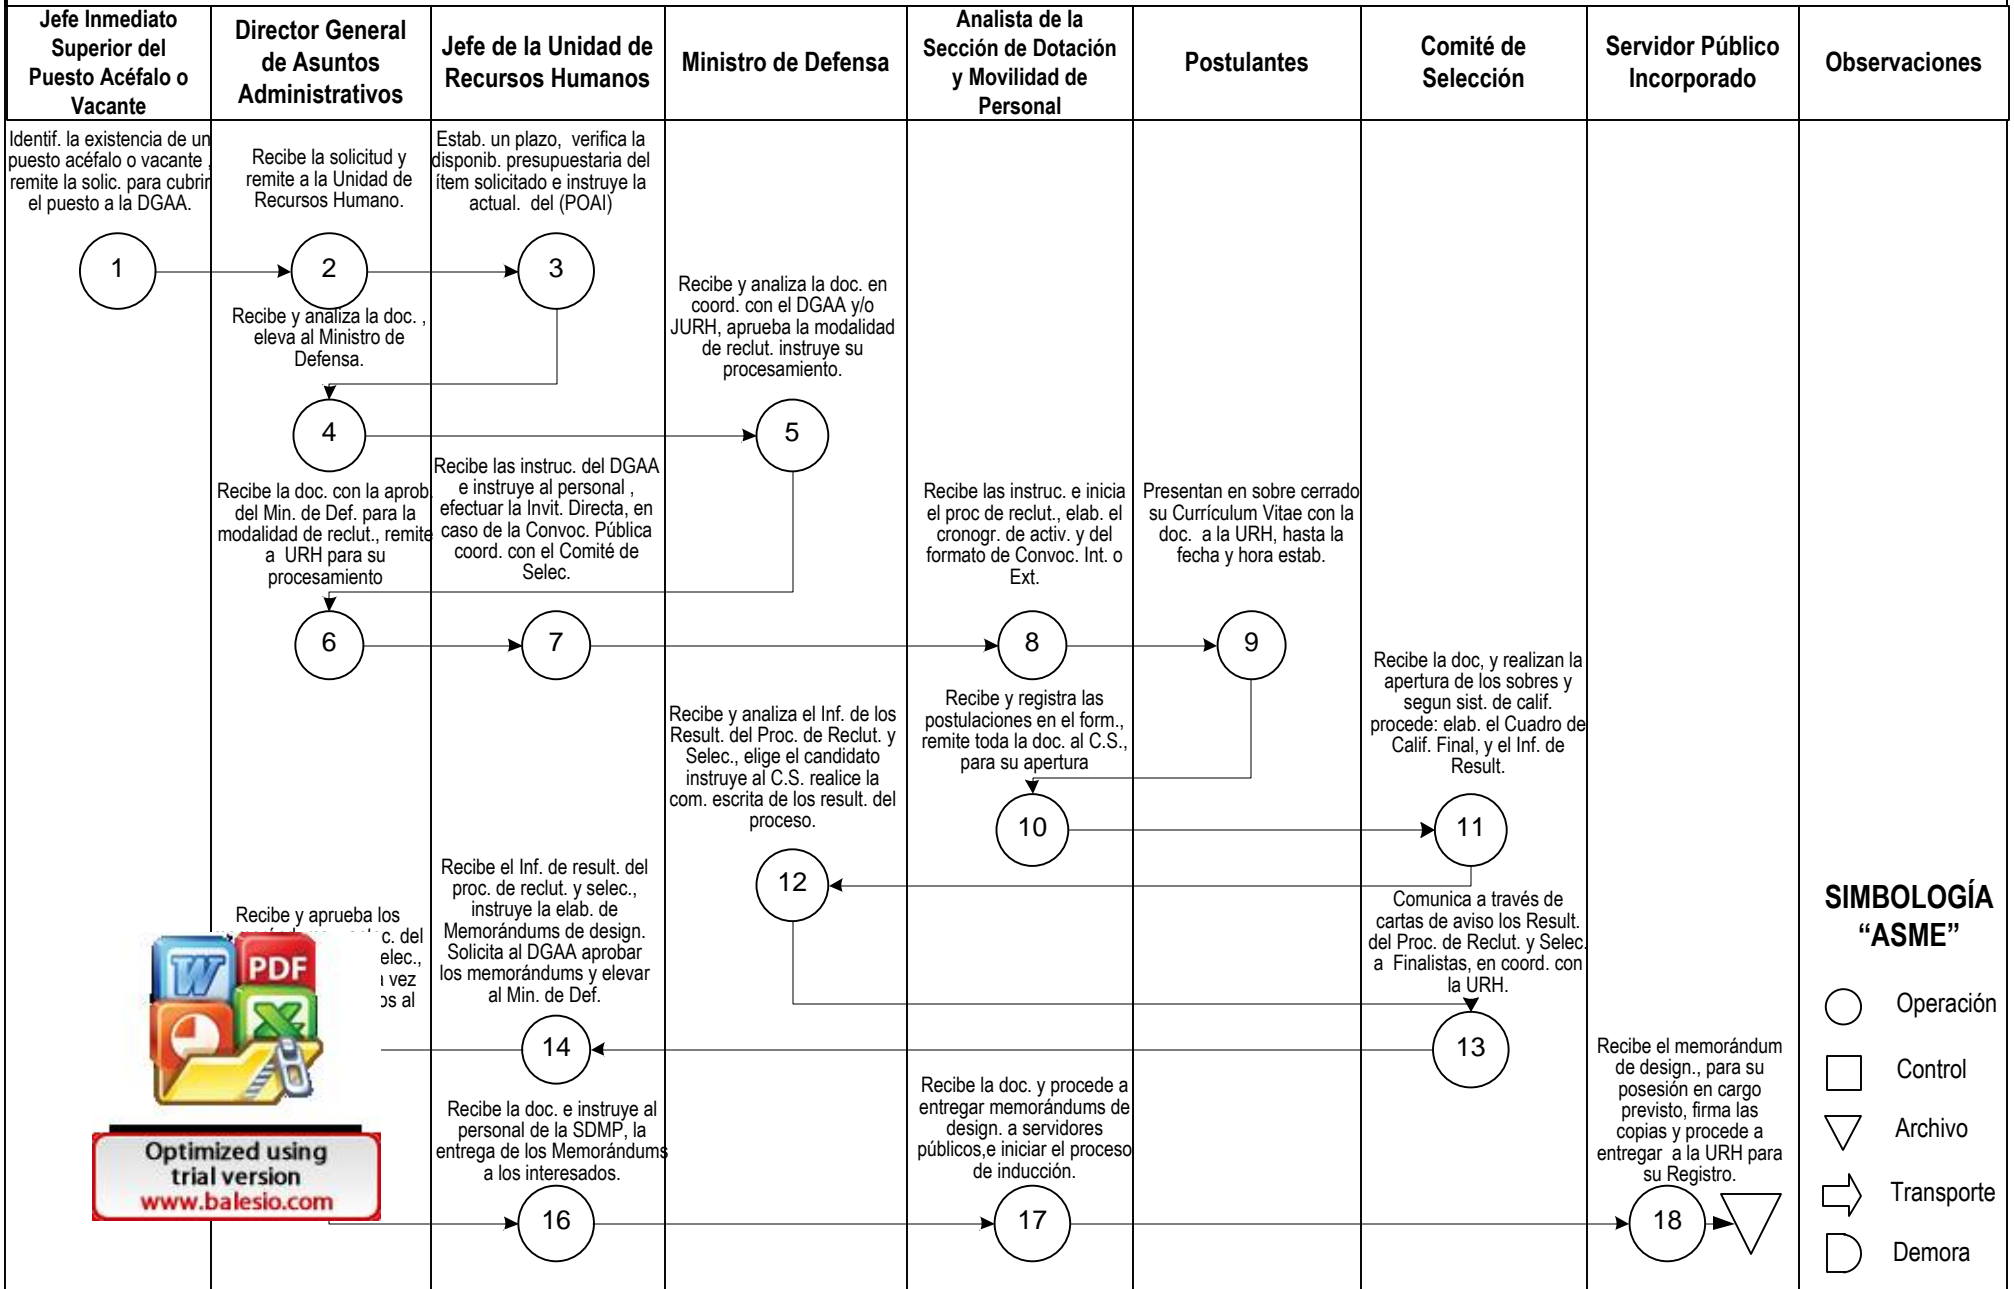 Jefe Inmediato
Superior del
Puesto Acéfalo o
Vacante
Director General
de Asuntos
Administrativos
Jefe de la Unidad de
Recursos Humanos
Ministro de Defensa
Analista de la
Sección de Dotación
y Movilidad de
Personal
Postulantes
Comité de
Selección
Servidor Público
Incorporado
Observaciones
Identif. la existencia de un
puesto acéfalo o vacante ,
remite la solic. para cubrir
el puesto a la DGAA.
1
Recibe la solicitud y
remite a la Unidad de
Recursos Humano.
2
Estab. un plazo, verifica la
disponib. presupuestaria del
ítem solicitado e instruye la
actual. del (POAI)
3
Recibe y analiza la doc. ,
eleva al Ministro de
Defensa.
4
Recibe y analiza la doc. en
coord. con el DGAA y/o
JURH, aprueba la modalidad
de reclut. instruye su
procesamiento.
5
Recibe la doc. con la aprob.
del Min. de Def. para la
modalidad de reclut., remite
a URH para su
procesamiento
6
Recibe las instruc. del DGAA
e instruye al personal ,
efectuar la Invit. Directa, en
caso de la Convoc. Pública
coord. con el Comité de
Selec.
7
Recibe las instruc. e inicia
el proc de reclut., elab. el
cronogr. de activ. y del
formato de Convoc. Int. o
Ext.
8
Presentan en sobre cerrado
su Currículum Vitae con la
doc. a la URH, hasta la
fecha y hora estab.
9
Recibe y registra las
postulaciones en el form.,
remite toda la doc. al C.S.,
para su apertura
10
Recibe la doc, y realizan la
apertura de los sobres y
segun sist. de calif.
procede: elab. el Cuadro de
Calif. Final, y el Inf. de
Result.
11
Recibe y analiza el Inf. de los
Result. del Proc. de Reclut. y
Selec., elige el candidato
instruye al C.S. realice la
com. escrita de los result. del
proceso.
12
Comunica a través de
cartas de aviso los Result.
del Proc. de Reclut. y Selec.
a Finalistas, en coord. con
la URH.
13
Recibe el Inf. de result. del
proc. de reclut. y selec.,
instruye la elab. de
Memorándums de design.
Solicita al DGAA aprobar
los memorándums y elevar
al Min. de Def.
14
Recibe y aprueba los
c. del
elec.,
vez
os al
W
PDF
X
Optimized using
trial version
www.balesio.com
Recibe la doc. e instruye al
personal de la SDMP, la
entrega de los Memorándums
a los interesados.
16
Recibe la doc. y procede a
entregar memorándums de
design. a servidores
públicos,e iniciar el proceso
de inducción.
17
Recibe el memorándum
de design., para su
posesión en cargo
previsto, firma las
copias y procede a
entregar a la URH para
su Registro.
18
SIMBOLOGÍA
“ASME”
Operación
Control
Archivo
Transporte
Demora